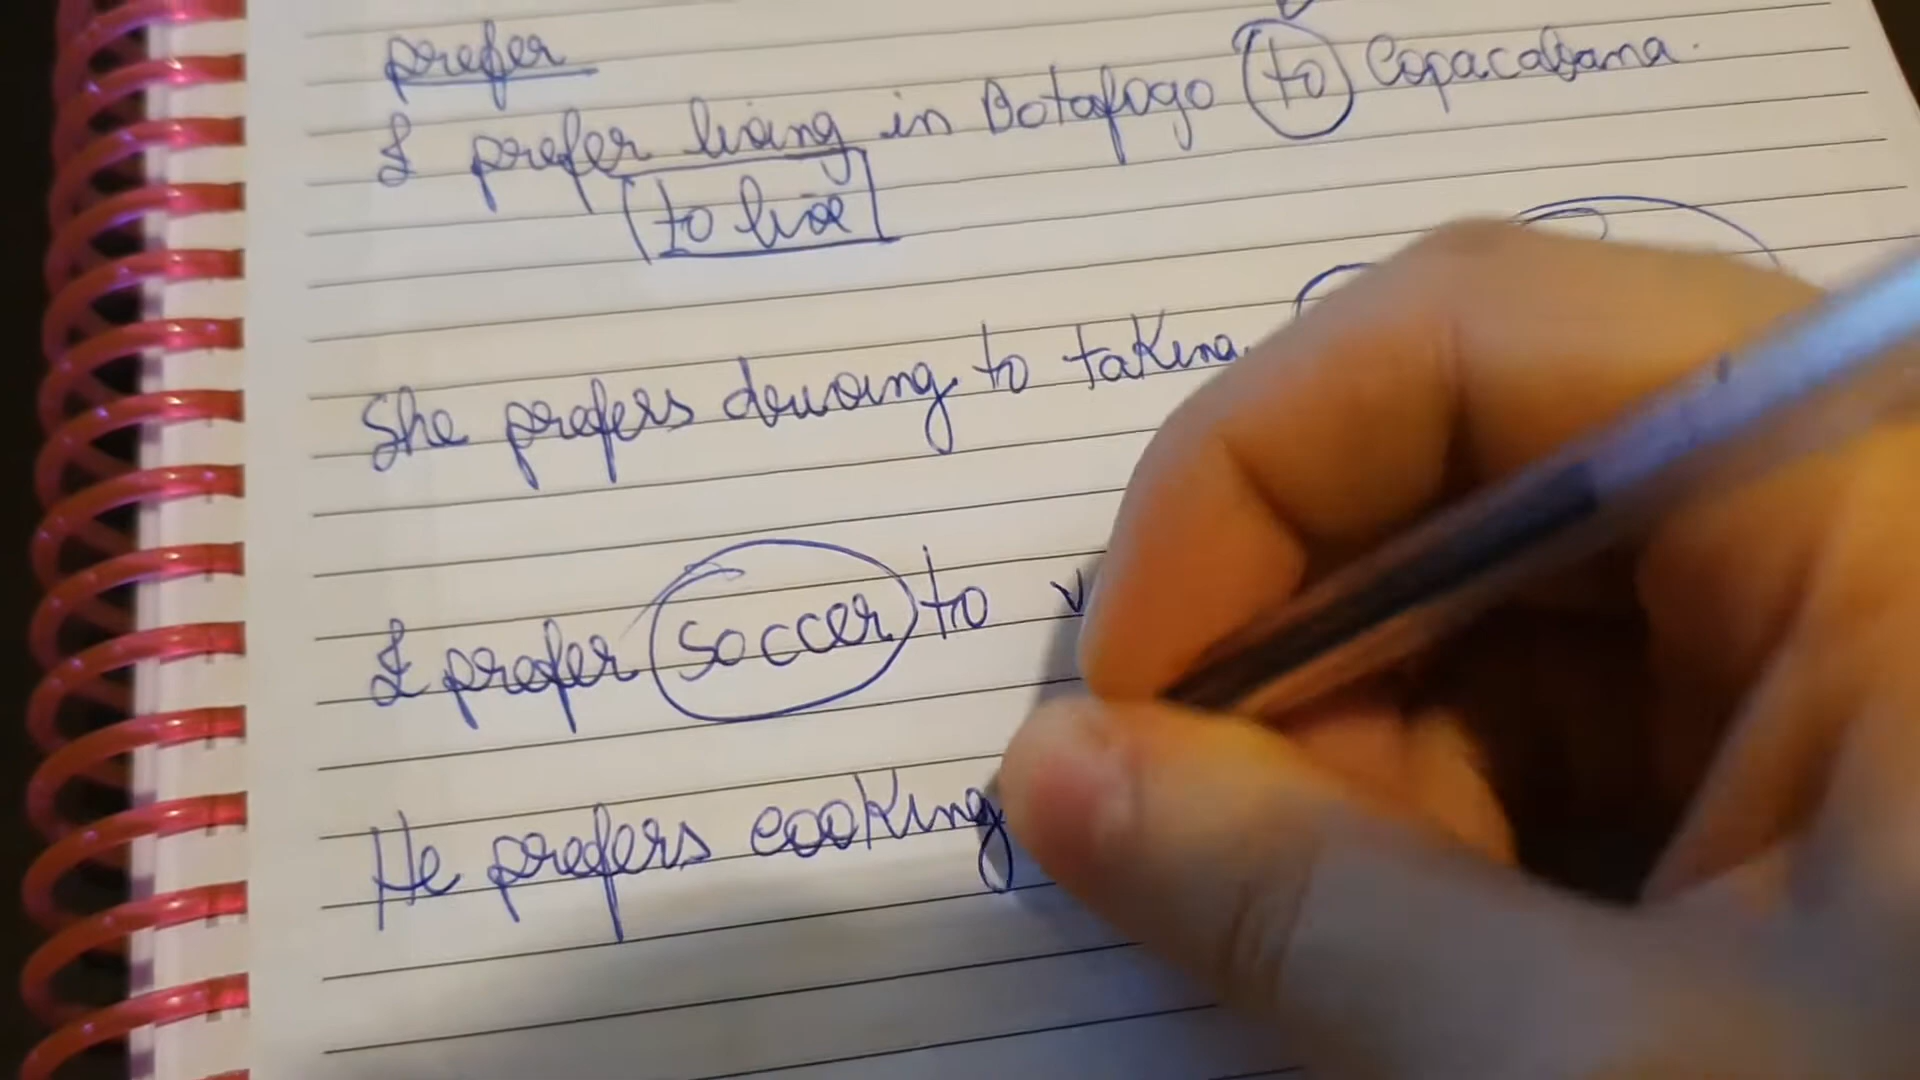 prefer
I prefer living in Botafogo to Copacabana.
to live
She prefers driving to taking
I prefer soccer to
He prefers cooking